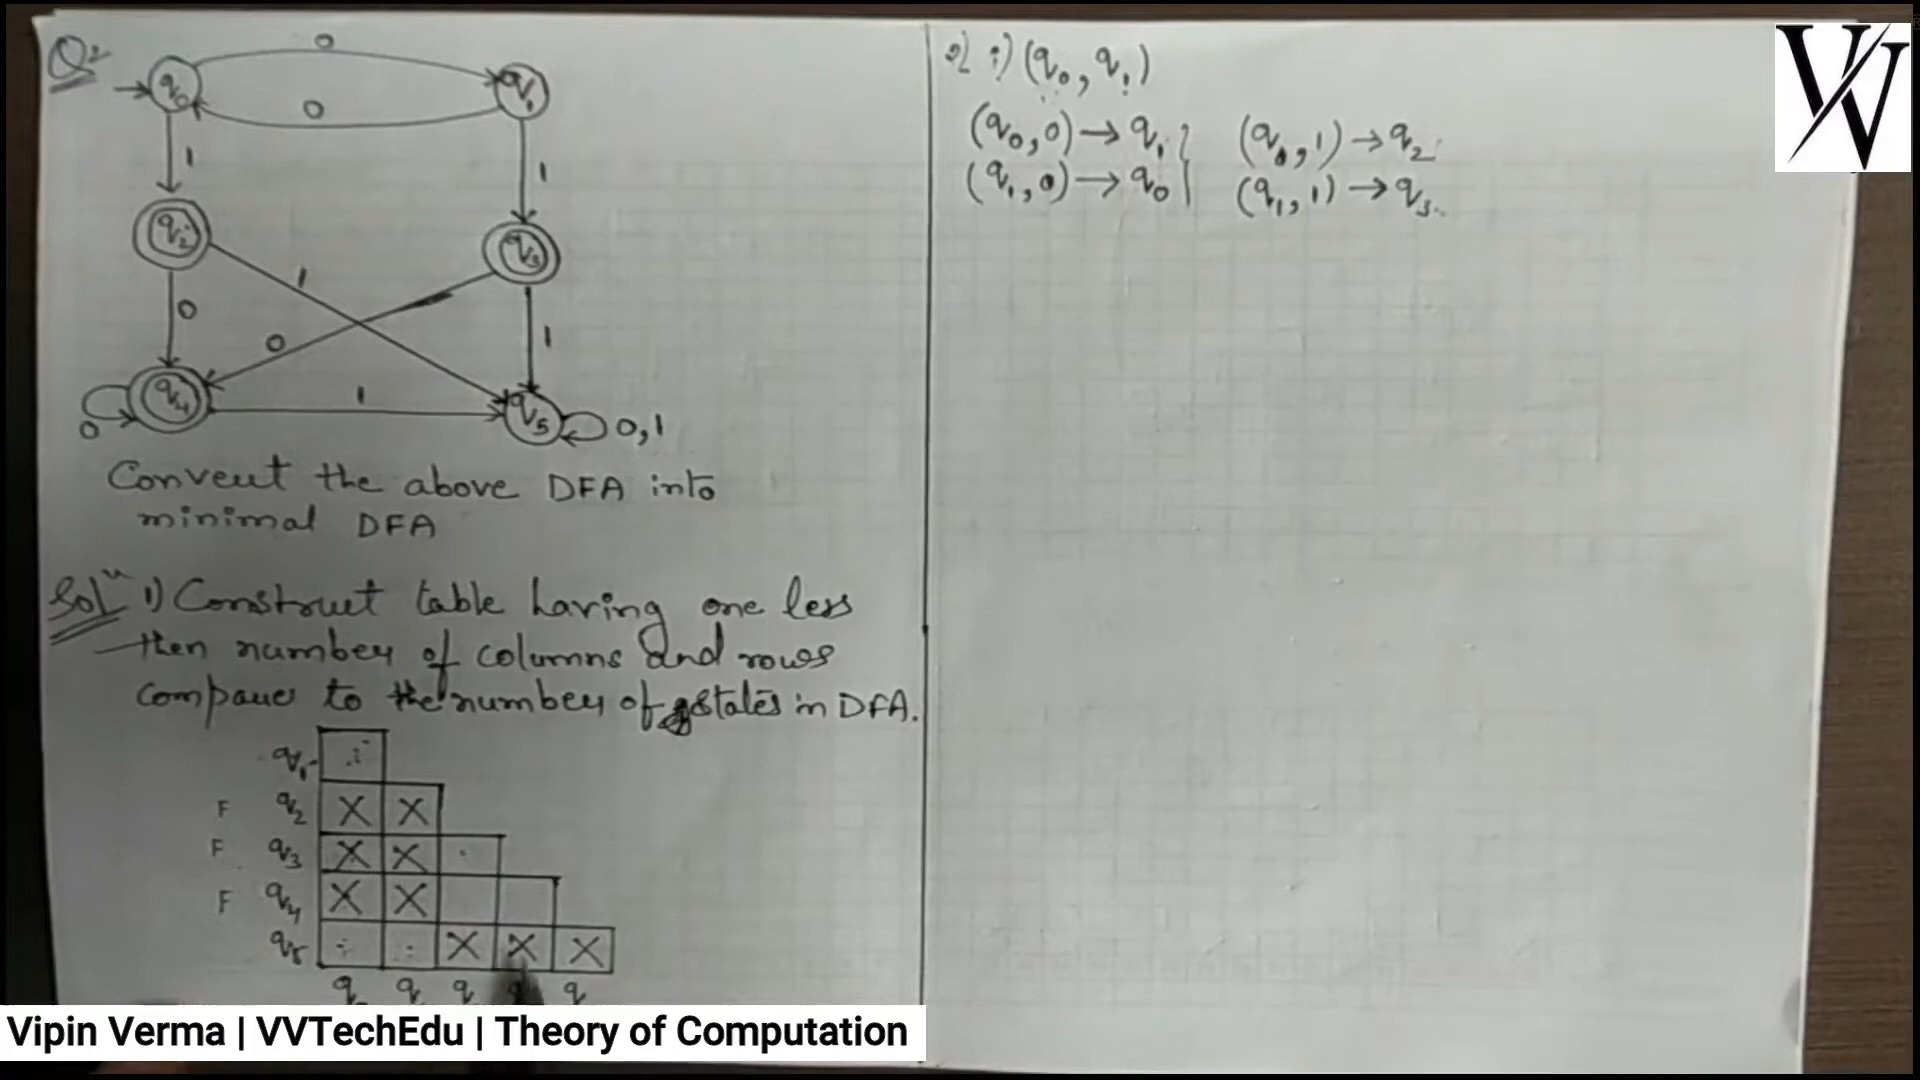 Q:
0
q0
q1
0
1
1
q2
q3
1
0
0
1
q4
1
q5
0
0,1
Conveut the above DFA into
minimal DFA
Solⁿ 1) Construct table having one less
then number of columns and rows
compare to the number of states in DFA.
q1
F q2 X X
F q3 X X
F q4 X X
q5 X X X
q q q q
2) i) (q0, q1)
(q0, 0) → q1 } (q0, 1) → q2
(q1, 0) → q0 (q1, 1) → q3
VV
Vipin Verma | VVTechEdu | Theory of Computation